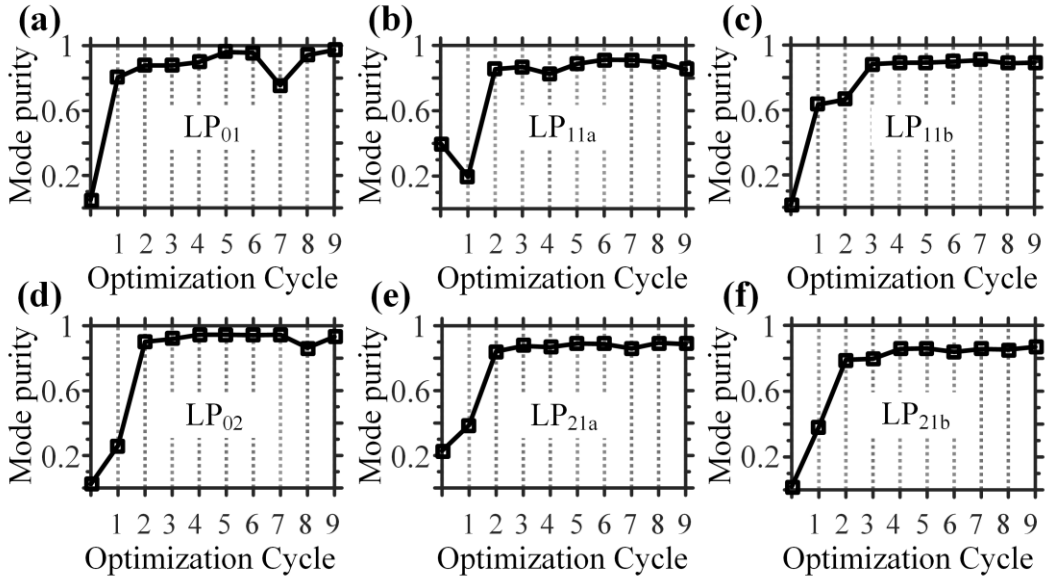 (a)
Mode purity
1
0.6
0.2
LP01
1 2 3 4 5 6 7 8 9
Optimization Cycle
(b)
Mode purity
1
0.6
0.2
LP11a
1 2 3 4 5 6 7 8 9
Optimization Cycle
(c)
Mode purity
1
0.6
0.2
LP11b
1 2 3 4 5 6 7 8 9
Optimization Cycle
(d)
Mode purity
1
0.6
0.2
LP02
1 2 3 4 5 6 7 8 9
Optimization Cycle
(e)
Mode purity
1
0.6
0.2
LP21a
1 2 3 4 5 6 7 8 9
Optimization Cycle
(f)
Mode purity
1
0.6
0.2
LP21b
1 2 3 4 5 6 7 8 9
Optimization Cycle